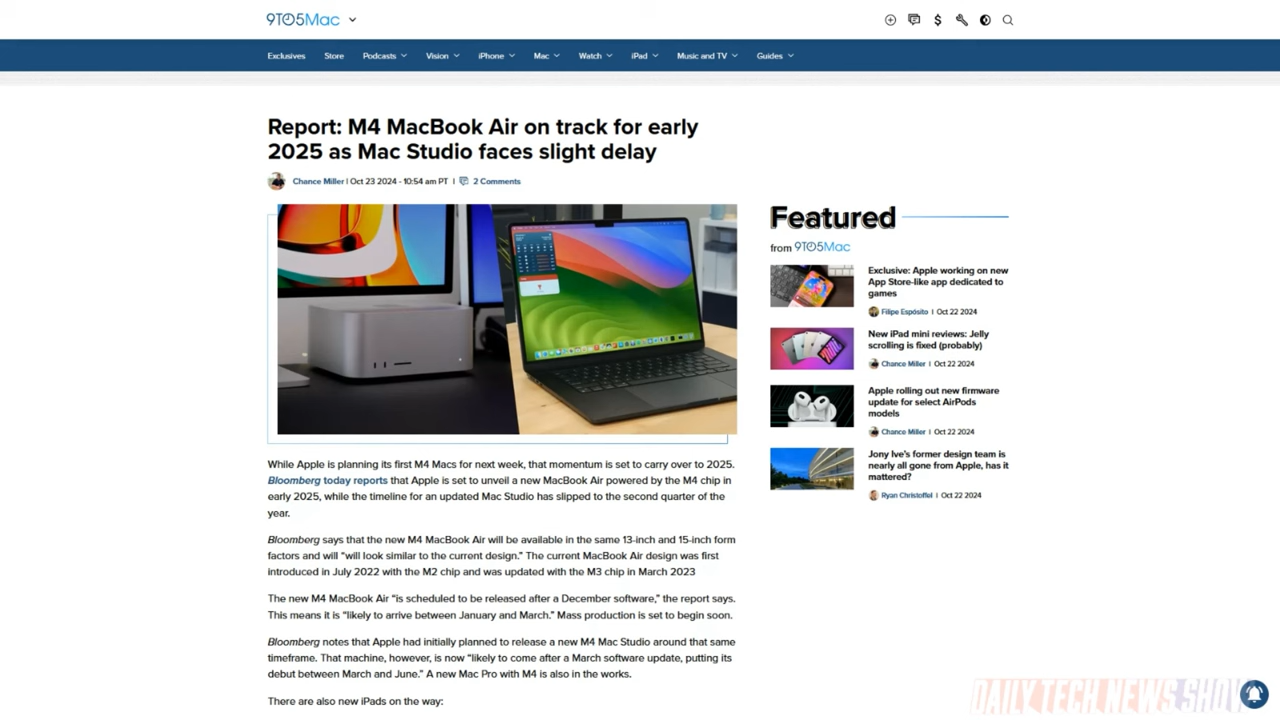 9TO5Mac
Exclusives Store Podcasts Vision iPhone Mac Watch iPad Music and TV Guides
Report: M4 MacBook Air on track for early
2025 as Mac Studio faces slight delay
Chance Miller | Oct 23 2024 - 10:54 am PT | 2 Comments
While Apple is planning its first M4 Macs for next week, that momentum is set to carry over to 2025.
Bloomberg today reports that Apple is set to unveil a new MacBook Air powered by the M4 chip in
early 2025, while the timeline for an updated Mac Studio has slipped to the second quarter of the
year.
Bloomberg says that the new M4 MacBook Air will be available in the same 13-inch and 15-inch form
factors and will “will look similar to the current design.” The current MacBook Air design was first
introduced in July 2022 with the M2 chip and was updated with the M3 chip in March 2023
The new M4 MacBook Air “is scheduled to be released after a December software,” the report says.
This means it is “likely to arrive between January and March.” Mass production is set to begin soon.
Bloomberg notes that Apple had initially planned to release a new M4 Mac Studio around that same
timeframe. That machine, however, is now “likely to come after a March software update, putting its
debut between March and June.” A new Mac Pro with M4 is also in the works.
There are also new iPads on the way:
Featured
from 9TO5Mac
Exclusive: Apple working on new
App Store-like app dedicated to
games
Filipe Espósito | Oct 22 2024
New iPad mini reviews: Jelly
scrolling is fixed (probably)
Chance Miller | Oct 22 2024
Apple rolling out new firmware
update for select AirPods
models
Chance Miller | Oct 22 2024
Jony Ive's former design team is
nearly all gone from Apple, has it
mattered?
Ryan Christoffel | Oct 22 2024
DAILY TECH NEWS SHOW